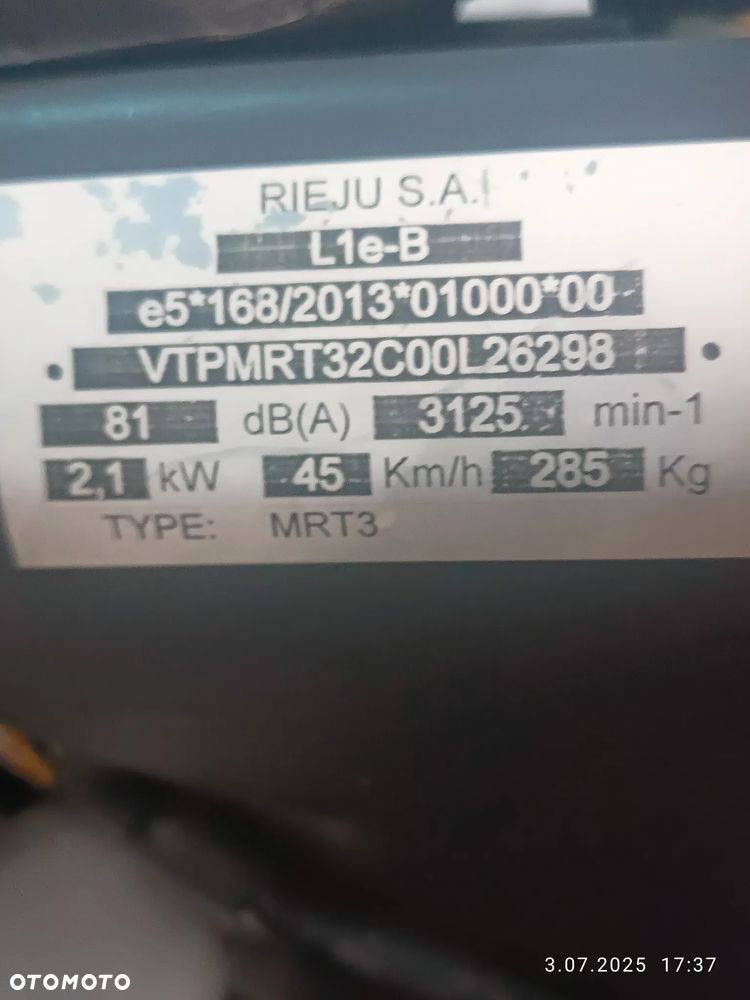 RIEJU S.A.
L1e-B
e5*168/2013*01000*00
VTPMRT32C00L26298
81 dB(A) 3125 min-1
2,1 kW 45 Km/h 285 Kg
TYPE: MRT3
3.07.2025 17:37
OTOMOTO